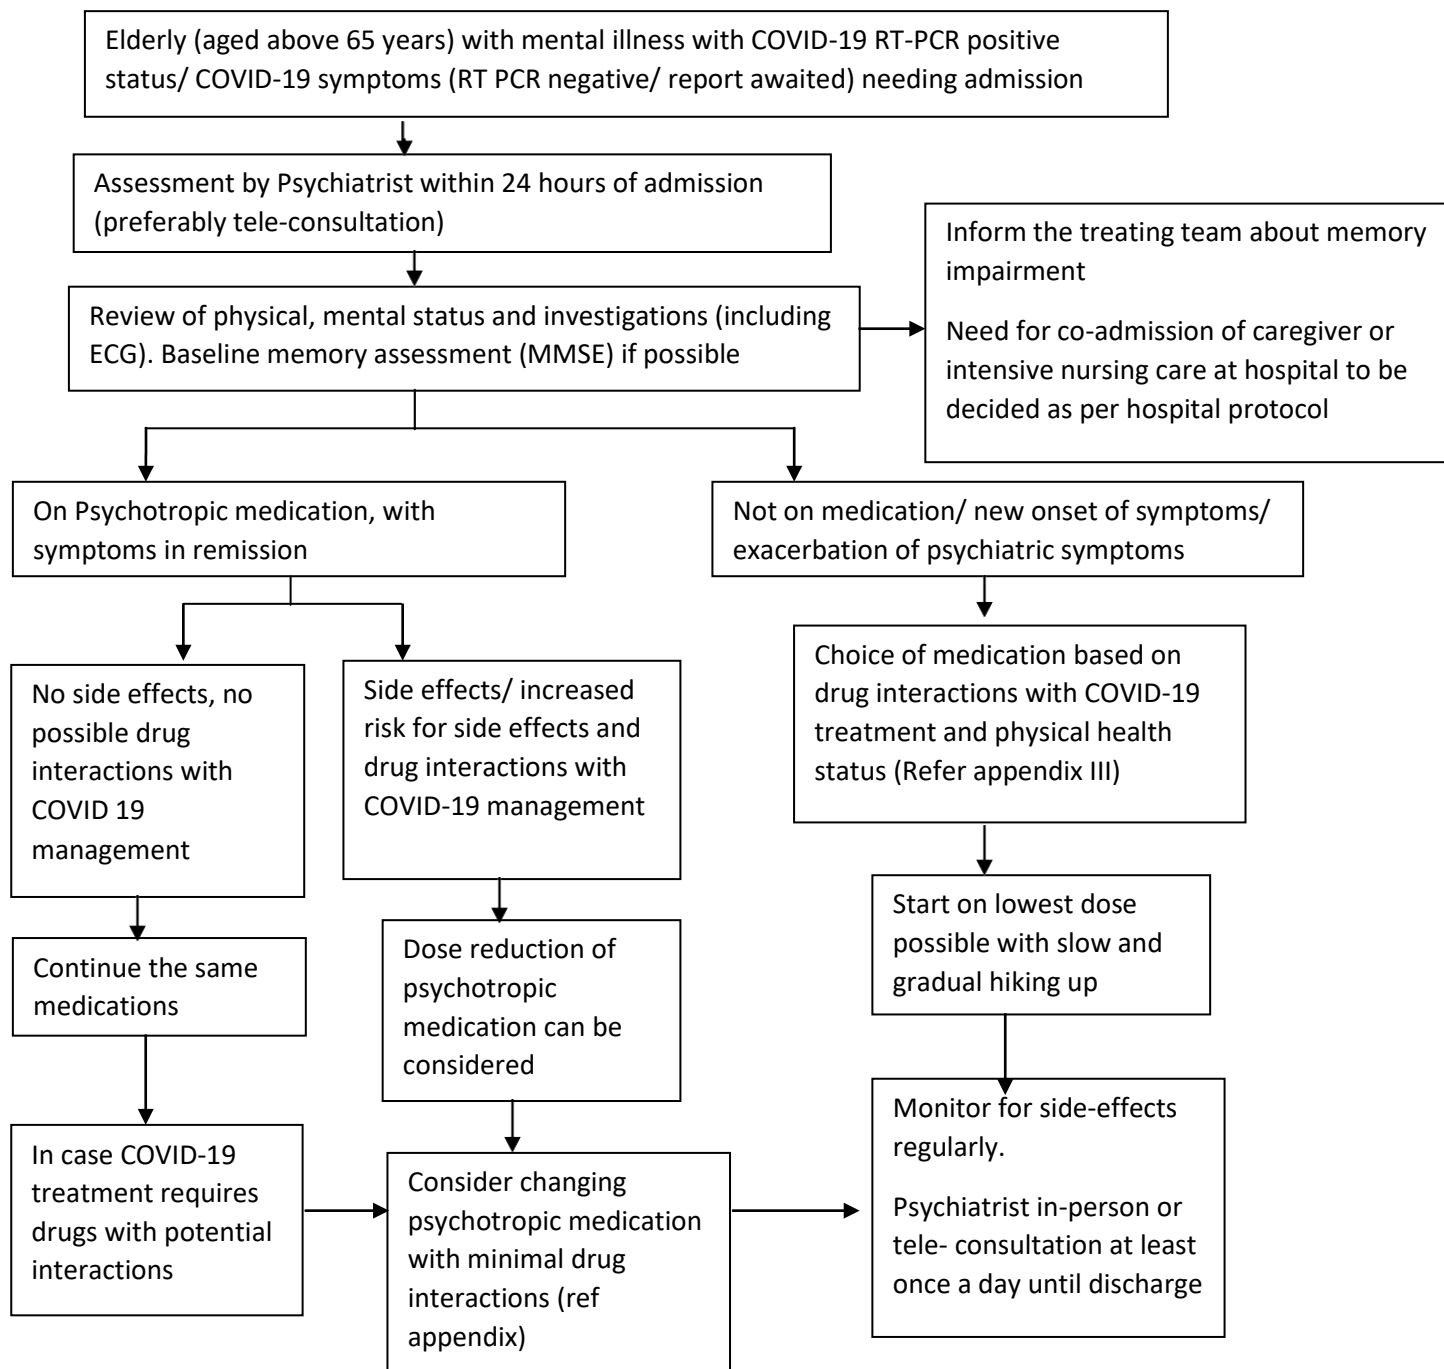 Elderly (aged above 65 years) with mental illness with COVID-19 RT-PCR positive
status/ COVID-19 symptoms (RT PCR negative/ report awaited) needing admission
Assessment by Psychiatrist within 24 hours of admission
(preferably tele-consultation)
Inform the treating team about memory
impairment
Need for co-admission of caregiver or
intensive nursing care at hospital to be
decided as per hospital protocol
Review of physical, mental status and investigations (including
ECG). Baseline memory assessment (MMSE) if possible
On Psychotropic medication, with
symptoms in remission
Not on medication/ new onset of symptoms/
exacerbation of psychiatric symptoms
No side effects, no
possible drug
interactions with
COVID 19
management
Side effects/ increased
risk for side effects and
drug interactions with
COVID-19 management
Choice of medication based on
drug interactions with COVID-19
treatment and physical health
status (Refer appendix III)
Continue the same
medications
Dose reduction of
psychotropic
medication can be
considered
Start on lowest dose
possible with slow and
gradual hiking up
In case COVID-19
treatment requires
drugs with potential
interactions
Consider changing
psychotropic medication
with minimal drug
interactions (ref
appendix)
Monitor for side-effects
regularly.
Psychiatrist in-person or
tele- consultation at least
once a day until discharge